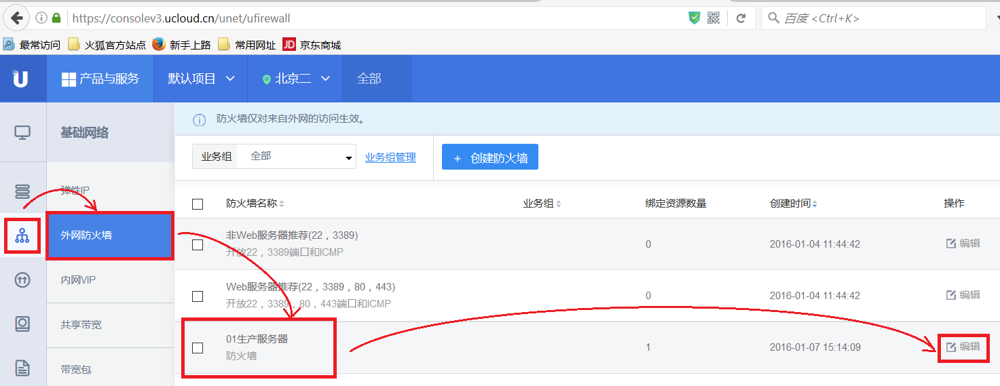 https://consolev3.ucloud.cn/unet/ufirewall
百度 <Ctrl+K>
最常访问 火狐官方站点 新手上路 常用网址 JD 京东商城
U 产品与服务 默认项目 北京二 全部
基础网络
弹性IP
外网防火墙
内网VIP
共享带宽
带宽包
防火墙仅对来自外网的访问生效。
业务组 全部 业务组管理 + 创建防火墙
防火墙名称 业务组 绑定资源数量 创建时间 操作
非Web服务器推荐(22，3389) 0 2016-01-04 11:44:42 编辑
开放22，3389端口和ICMP
Web服务器推荐(22，3389，80，443) 0 2016-01-04 11:44:42 编辑
开放22，3389，80，443端口和ICMP
01生产服务器 1 2016-01-07 15:14:09 编辑
防火墙